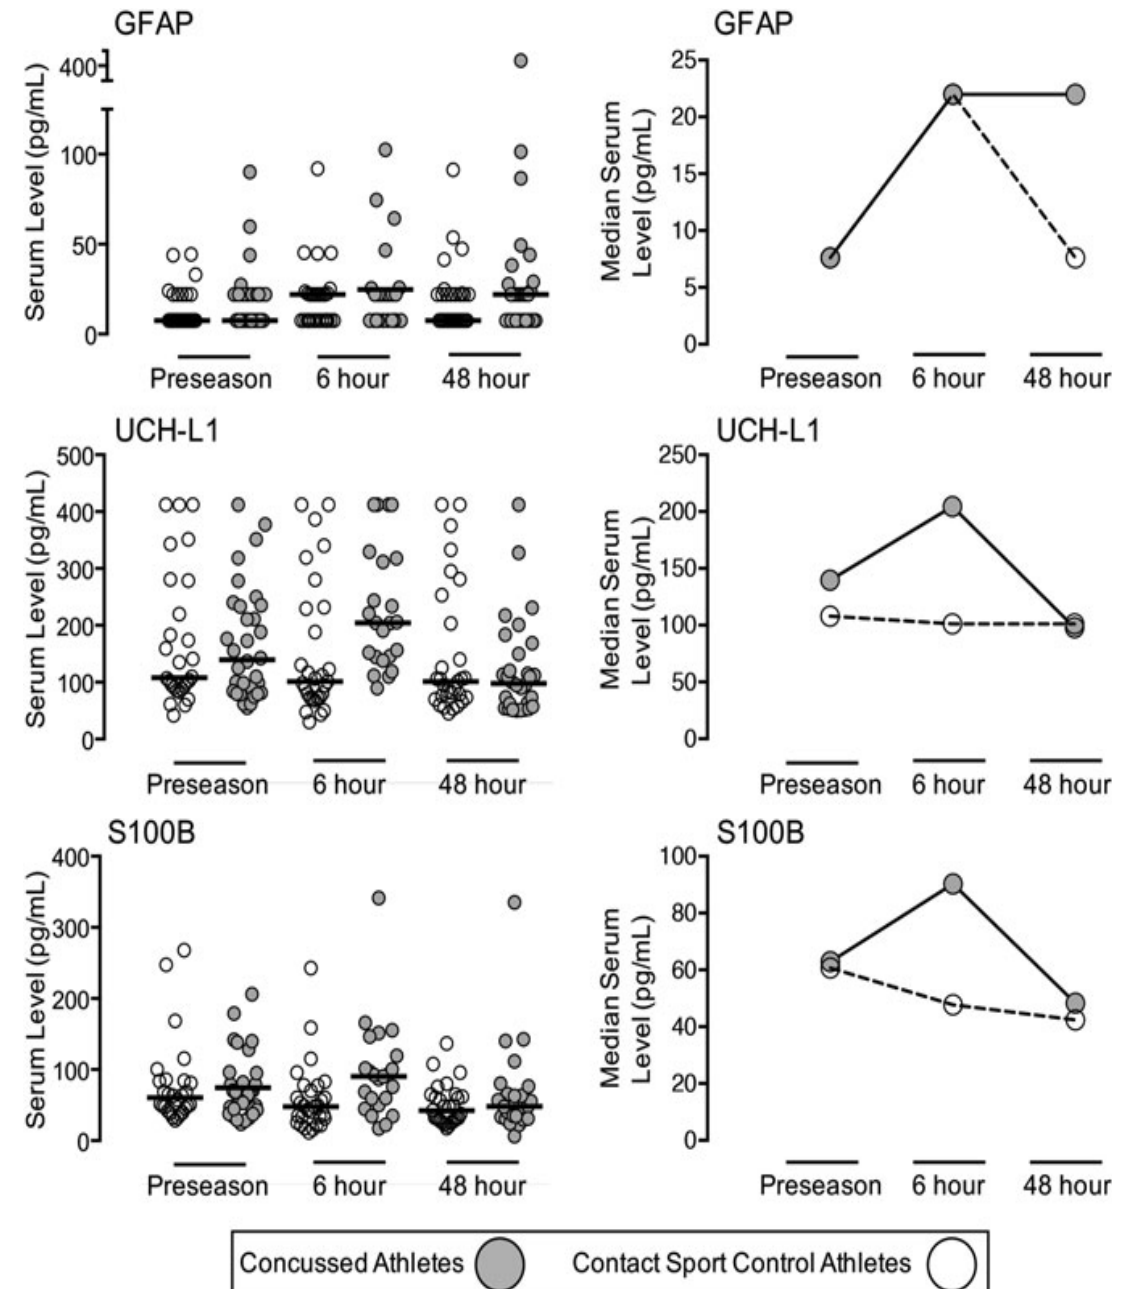 GFAP
Serum Level (pg/mL)
400
100
50
0
Preseason 6 hour 48 hour
GFAP
Median Serum
Level (pg/mL)
25
20
15
10
5
0
Preseason 6 hour 48 hour
UCH-L1
Serum Level (pg/mL)
500
400
300
200
100
0
Preseason 6 hour 48 hour
UCH-L1
Median Serum
Level (pg/mL)
250
200
150
100
50
0
Preseason 6 hour 48 hour
S100B
Serum Level (pg/mL)
400
300
200
100
0
Preseason 6 hour 48 hour
S100B
Median Serum
Level (pg/mL)
100
80
60
40
20
0
Preseason 6 hour 48 hour
Concussed Athletes Contact Sport Control Athletes